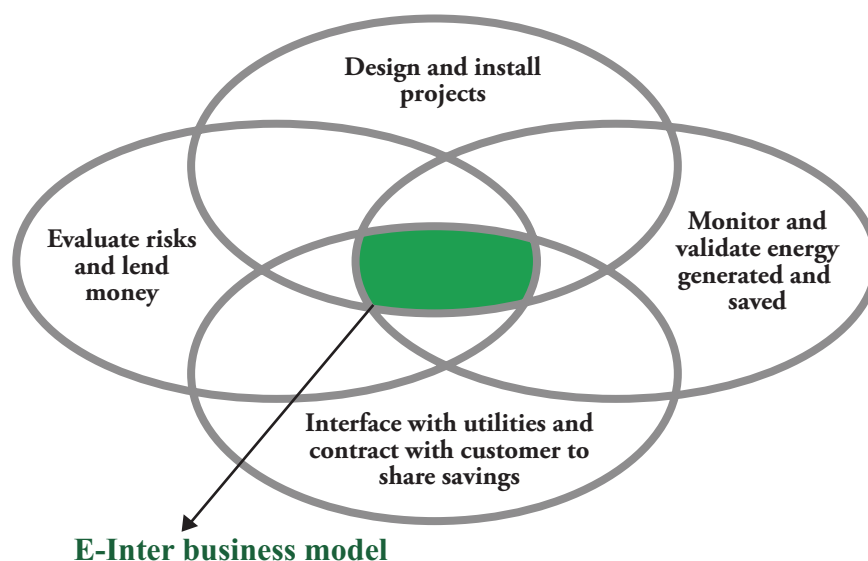 Design and install
projects
Evaluate risks
and lend
money
Monitor and
validate energy
generated and
saved
Interface with utilities and
contract with customer to
share savings
E-Inter business model